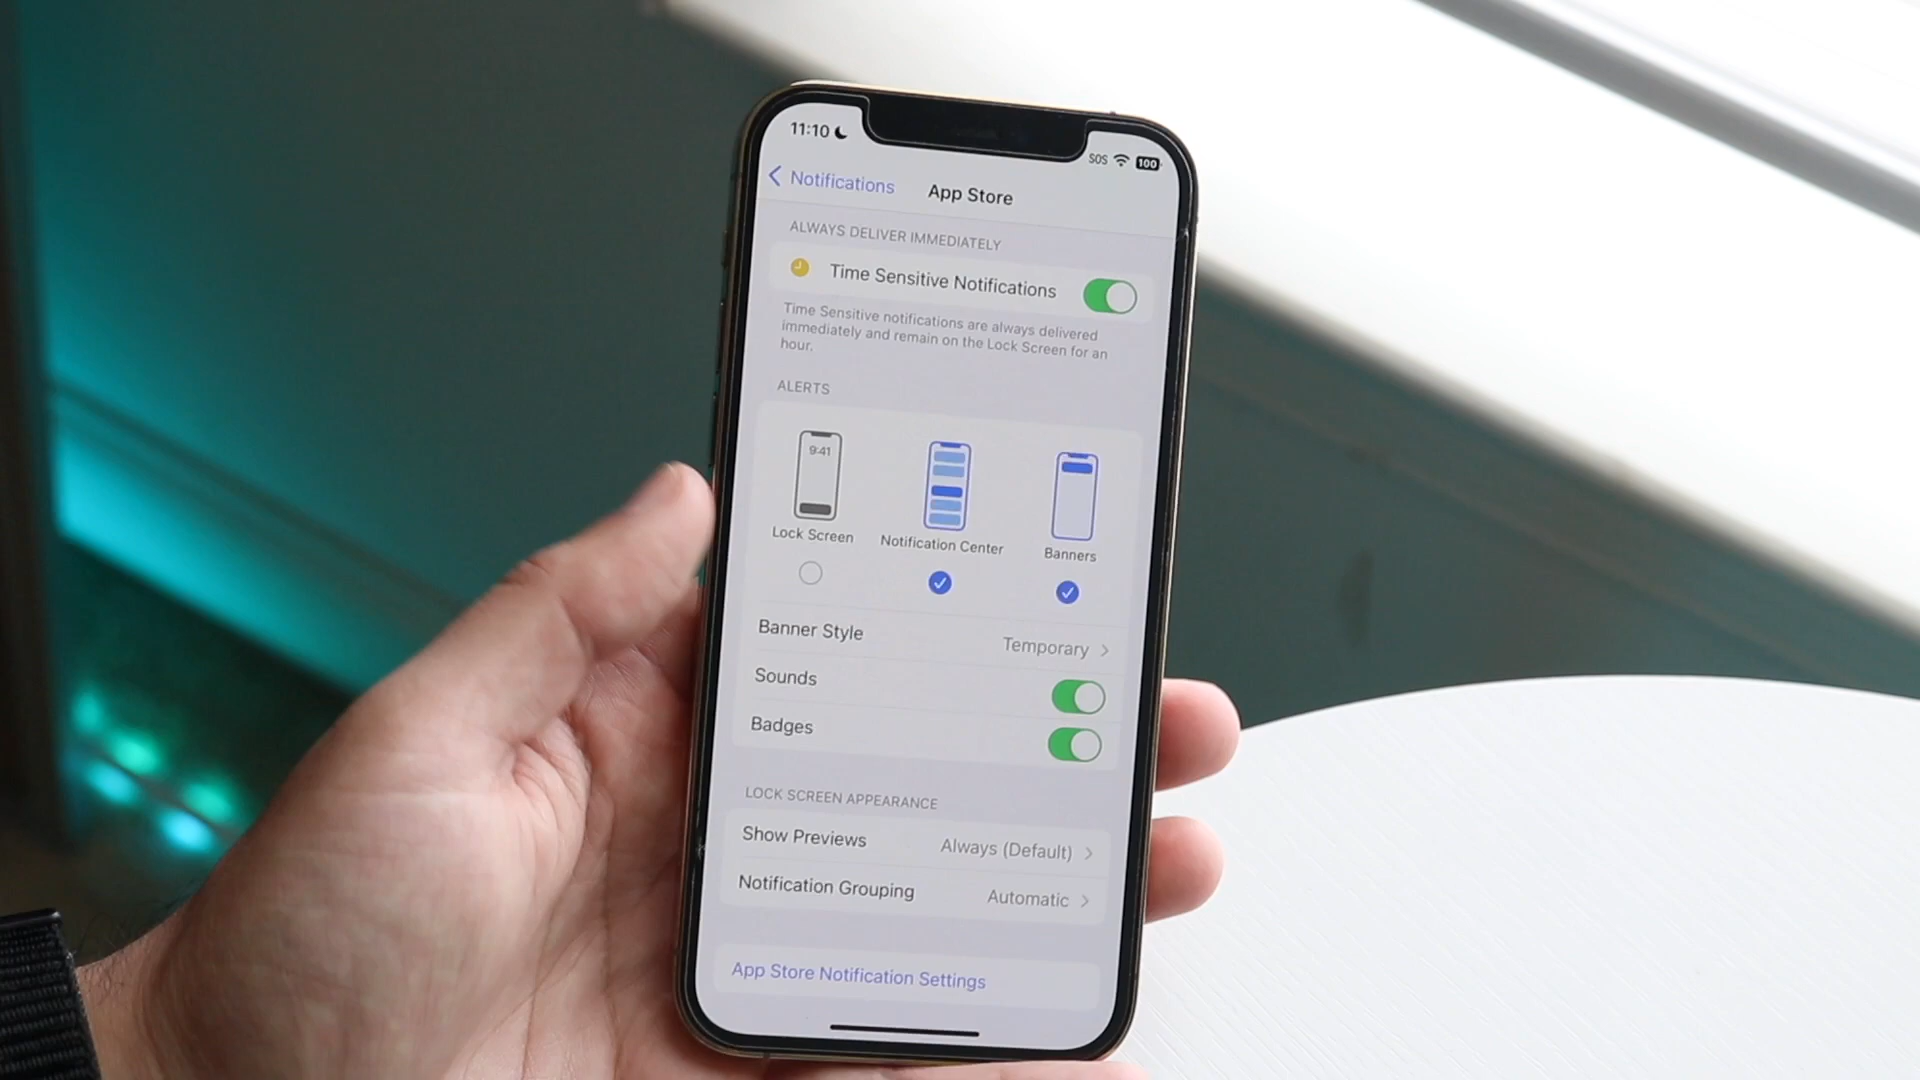 11:10
SOS 100
Notifications App Store
ALWAYS DELIVER IMMEDIATELY
Time Sensitive Notifications
Time Sensitive notifications are always delivered
immediately and remain on the Lock Screen for an
hour.
ALERTS
9:41
Lock Screen Notification Center Banners
Banner Style Temporary
Sounds
Badges
LOCK SCREEN APPEARANCE
Show Previews Always (Default)
Notification Grouping Automatic
App Store Notification Settings